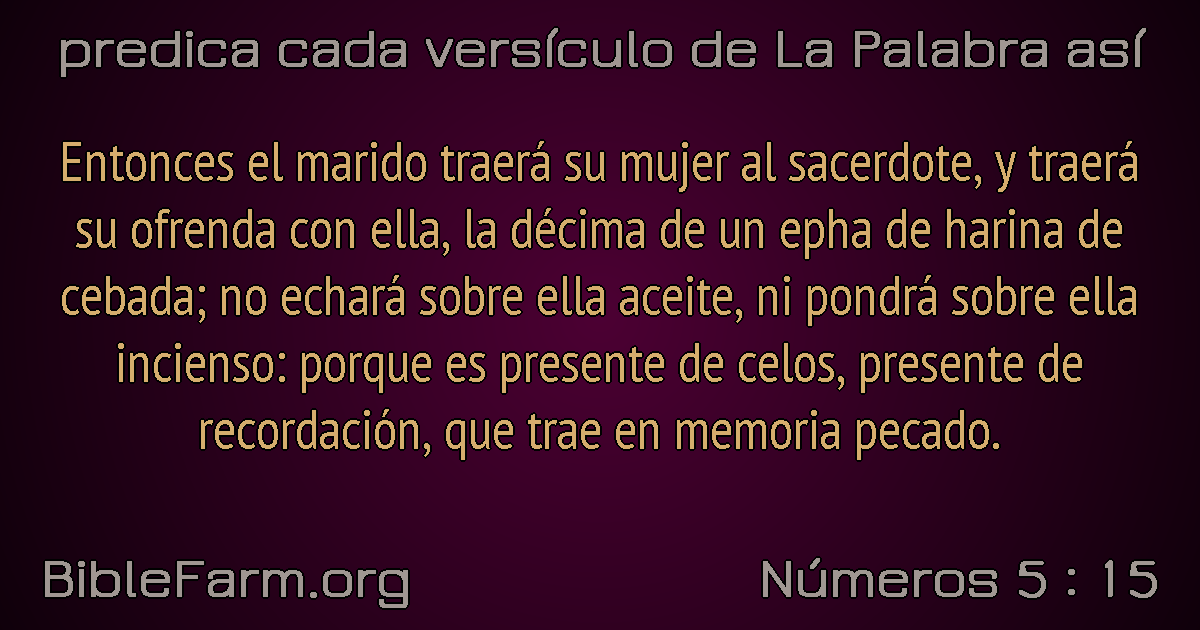 predica cada versículo de La Palabra así
Entonces el marido traerá su mujer al sacerdote, y traerá
su ofrenda con ella, la décima de un epha de harina de
cebada; no echará sobre ella aceite, ni pondrá sobre ella
incienso: porque es presente de celos, presente de
recordación, que trae en memoria pecado.
BibleFarm.org
Números 5 : 15